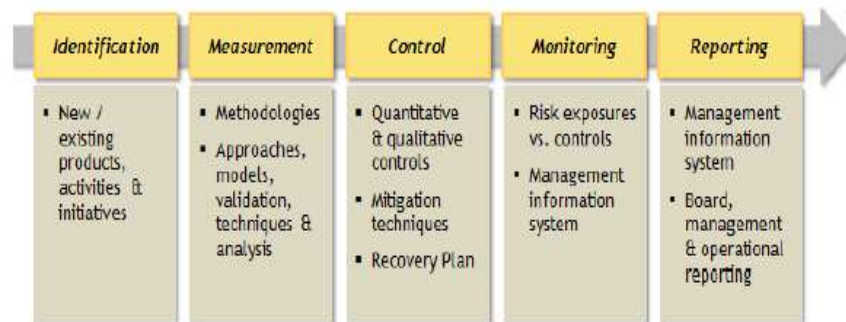 Identification
Measurement
Control
Monitoring
Reporting
▪ New /
existing
products,
activities &
initiatives
▪ Methodologies
▪ Approaches,
models,
validation,
techniques &
analysis
▪ Quantitative
& qualitative
controls
▪ Mitigation
techniques
▪ Recovery Plan
▪ Risk exposures
vs. controls
▪ Management
information
system
▪ Management
information
system
▪ Board,
management
& operational
reporting